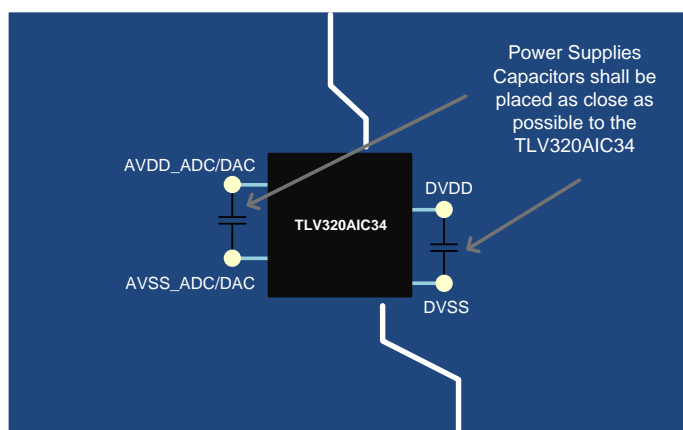 Power Supplies
Capacitors shall be
placed as close as
possible to the
TLV320AIC34
AVDD_ADC/DAC
DVDD
TLV320AIC34
AVSS_ADC/DAC
DVSS